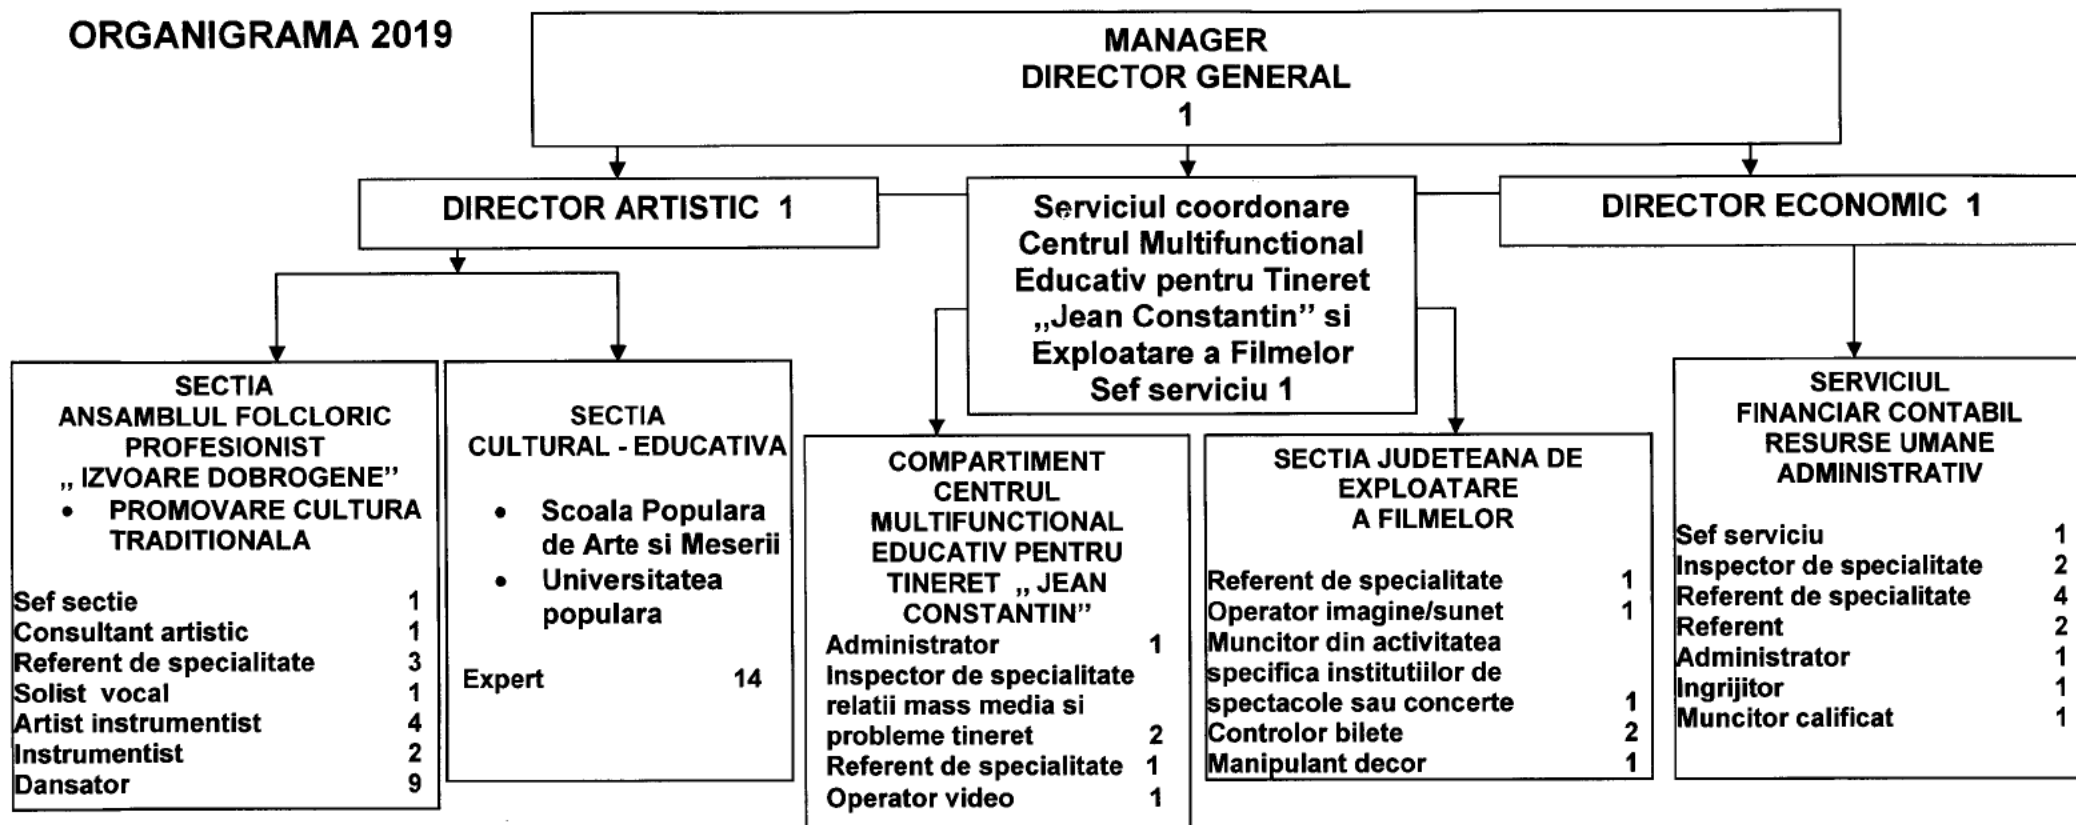 ORGANIGRAMA 2019
MANAGER
DIRECTOR GENERAL
1
DIRECTOR ARTISTIC 1
Serviciul coordonare
Centrul Multifunctional
Educativ pentru Tineret
,,Jean Constantin’’ si
Exploatare a Filmelor
Sef serviciu 1
DIRECTOR ECONOMIC 1
SECTIA
ANSAMBLUL FOLCLORIC
PROFESIONIST
,, IZVOARE DOBROGENE’’
• PROMOVARE CULTURA
TRADITIONALA
Sef sectie 1
Consultant artistic 1
Referent de specialitate 3
Solist vocal 1
Artist instrumentist 4
Instrumentist 2
Dansator 9
SECTIA
CULTURAL - EDUCATIVA
• Scoala Populara
de Arte si Meserii
• Universitatea
populara
Expert 14
COMPARTIMENT
CENTRUL
MULTIFUNCTIONAL
EDUCATIV PENTRU
TINERET ,, JEAN
CONSTANTIN’’
Administrator 1
Inspector de specialitate
relatii mass media si
probleme tineret 2
Referent de specialitate 1
Operator video 1
SECTIA JUDETEANA DE
EXPLOATARE
A FILMELOR
Referent de specialitate 1
Operator imagine/sunet 1
Muncitor din activitatea
specifica institutiilor de
spectacole sau concerte 1
Controlor bilete 2
Manipulant decor 1
SERVICIUL
FINANCIAR CONTABIL
RESURSE UMANE
ADMINISTRATIV
Sef serviciu 1
Inspector de specialitate 2
Referent de specialitate 4
Referent 2
Administrator 1
Ingrijitor 1
Muncitor calificat 1